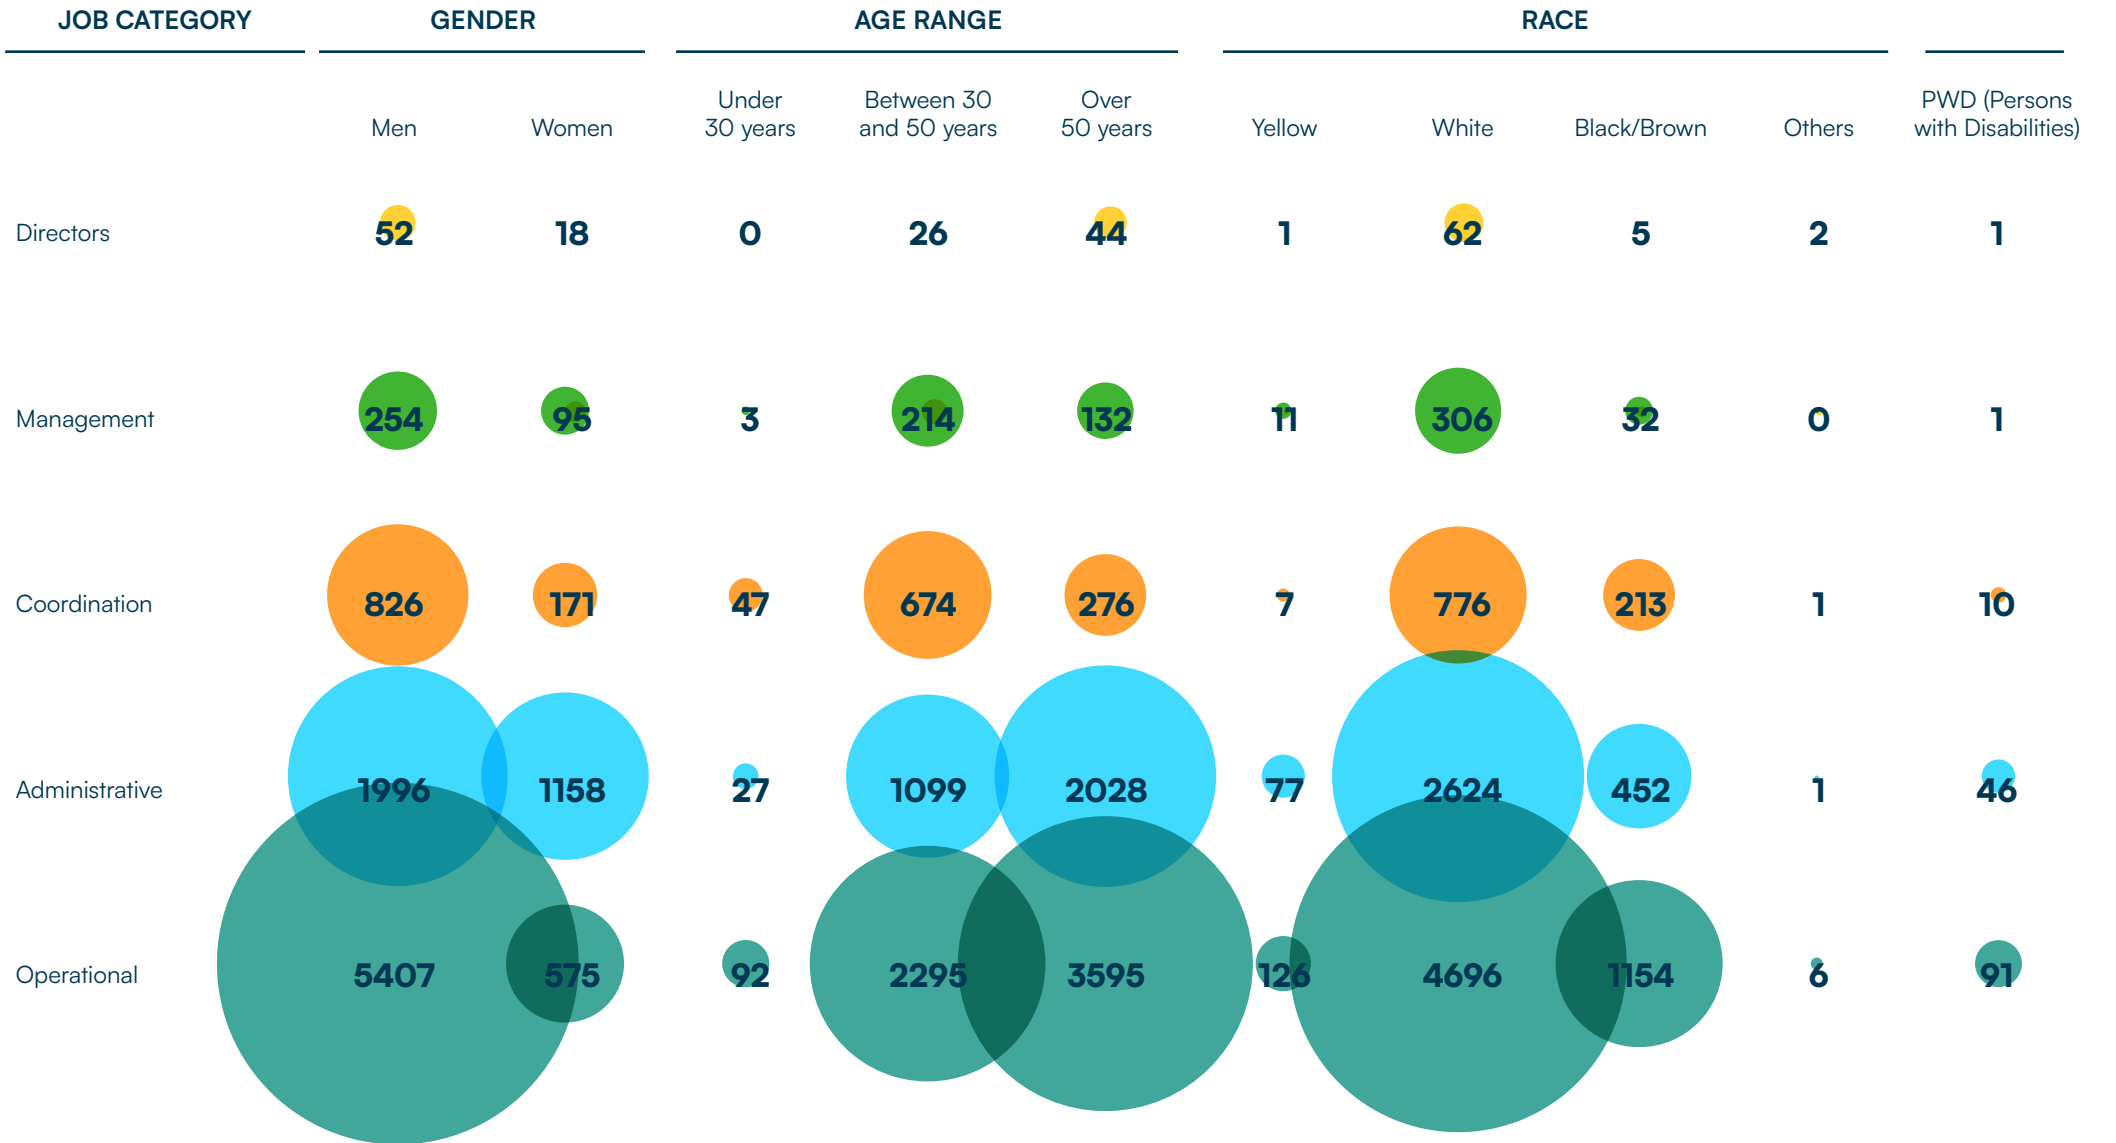 JOB CATEGORY GENDER AGE RANGE RACE
Under Between 30 Over PWD (Persons
Men Women 30 years and 50 years 50 years Yellow White Black/Brown Others with Disabilities)
Directors 52 18 0 26 44 1 62 5 2 1
Management 254 95 3 214 132 11 306 32 0 1
Coordination 826 171 47 674 276 7 776 213 1 10
Administrative 1996 1158 27 1099 2028 77 2624 452 1 46
Operational 5407 575 92 2295 3595 126 4696 1154 6 91